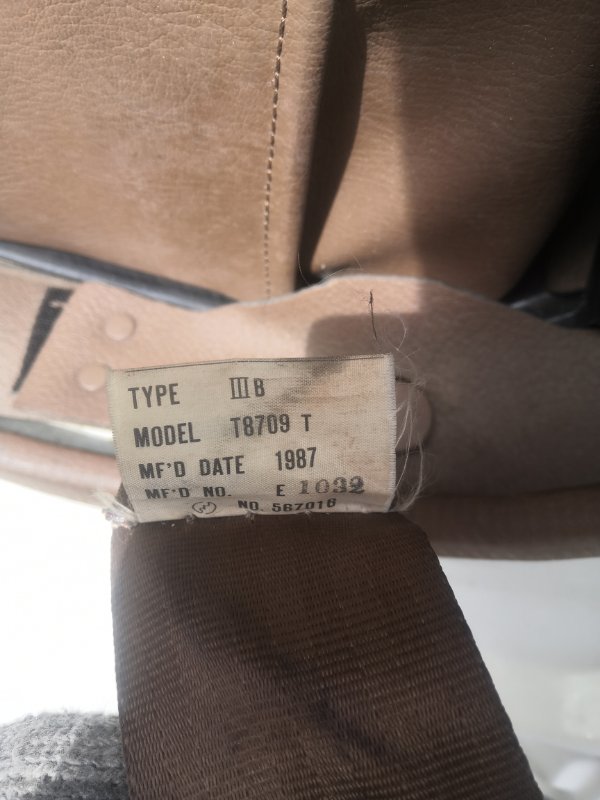 TYPE ⅢB
MODEL T8709 T
MF'D DATE 1987
MF'D NO. E 1032
NO. 567016